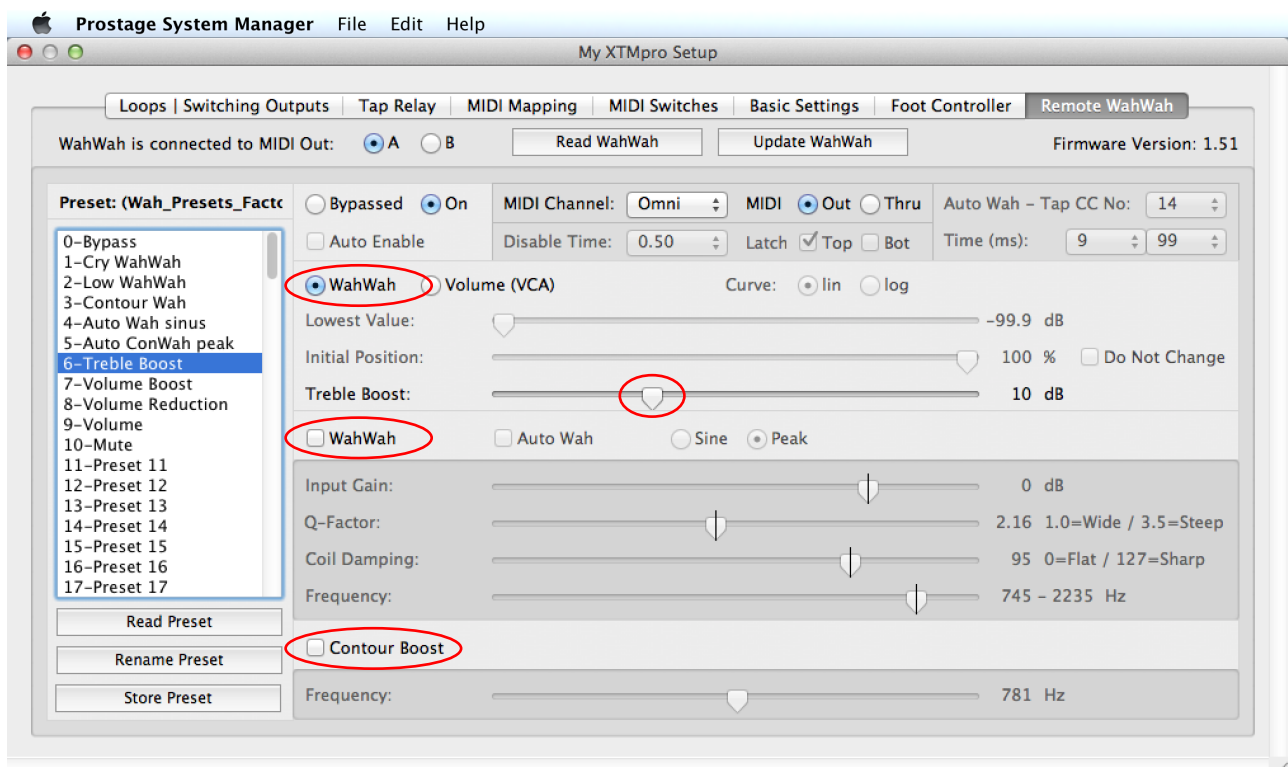 Prostage System Manager File Edit Help
My XTMpro Setup
Loops | Switching Outputs Tap Relay MIDI Mapping MIDI Switches Basic Settings Foot Controller Remote WahWah
WahWah is connected to MIDI Out: A B Read WahWah Update WahWah Firmware Version: 1.51
Preset: (Wah_Presets_Facto Bypassed On MIDI Channel: Omni MIDI Out Thru Auto Wah – Tap CC No: 14
Auto Enable Disable Time: 0.50 Latch Top Bot Time (ms): 9 99
0–Bypass
1–Cry WahWah
2–Low WahWah
3–Contour Wah
4–Auto Wah sinus
5–Auto ConWah peak
6–Treble Boost
7–Volume Boost
8–Volume Reduction
9–Volume
10–Mute
11–Preset 11
12–Preset 12
13–Preset 13
14–Preset 14
15–Preset 15
16–Preset 16
17–Preset 17
Read Preset
Rename Preset
Store Preset
WahWah Volume (VCA) Curve: lin log
Lowest Value: –99.9 dB
Initial Position: 100 % Do Not Change
Treble Boost: 10 dB
WahWah Auto Wah Sine Peak
Input Gain: 0 dB
Q–Factor: 2.16 1.0=Wide / 3.5=Steep
Coil Damping: 95 0=Flat / 127=Sharp
Frequency: 745 – 2235 Hz
Contour Boost
Frequency: 781 Hz